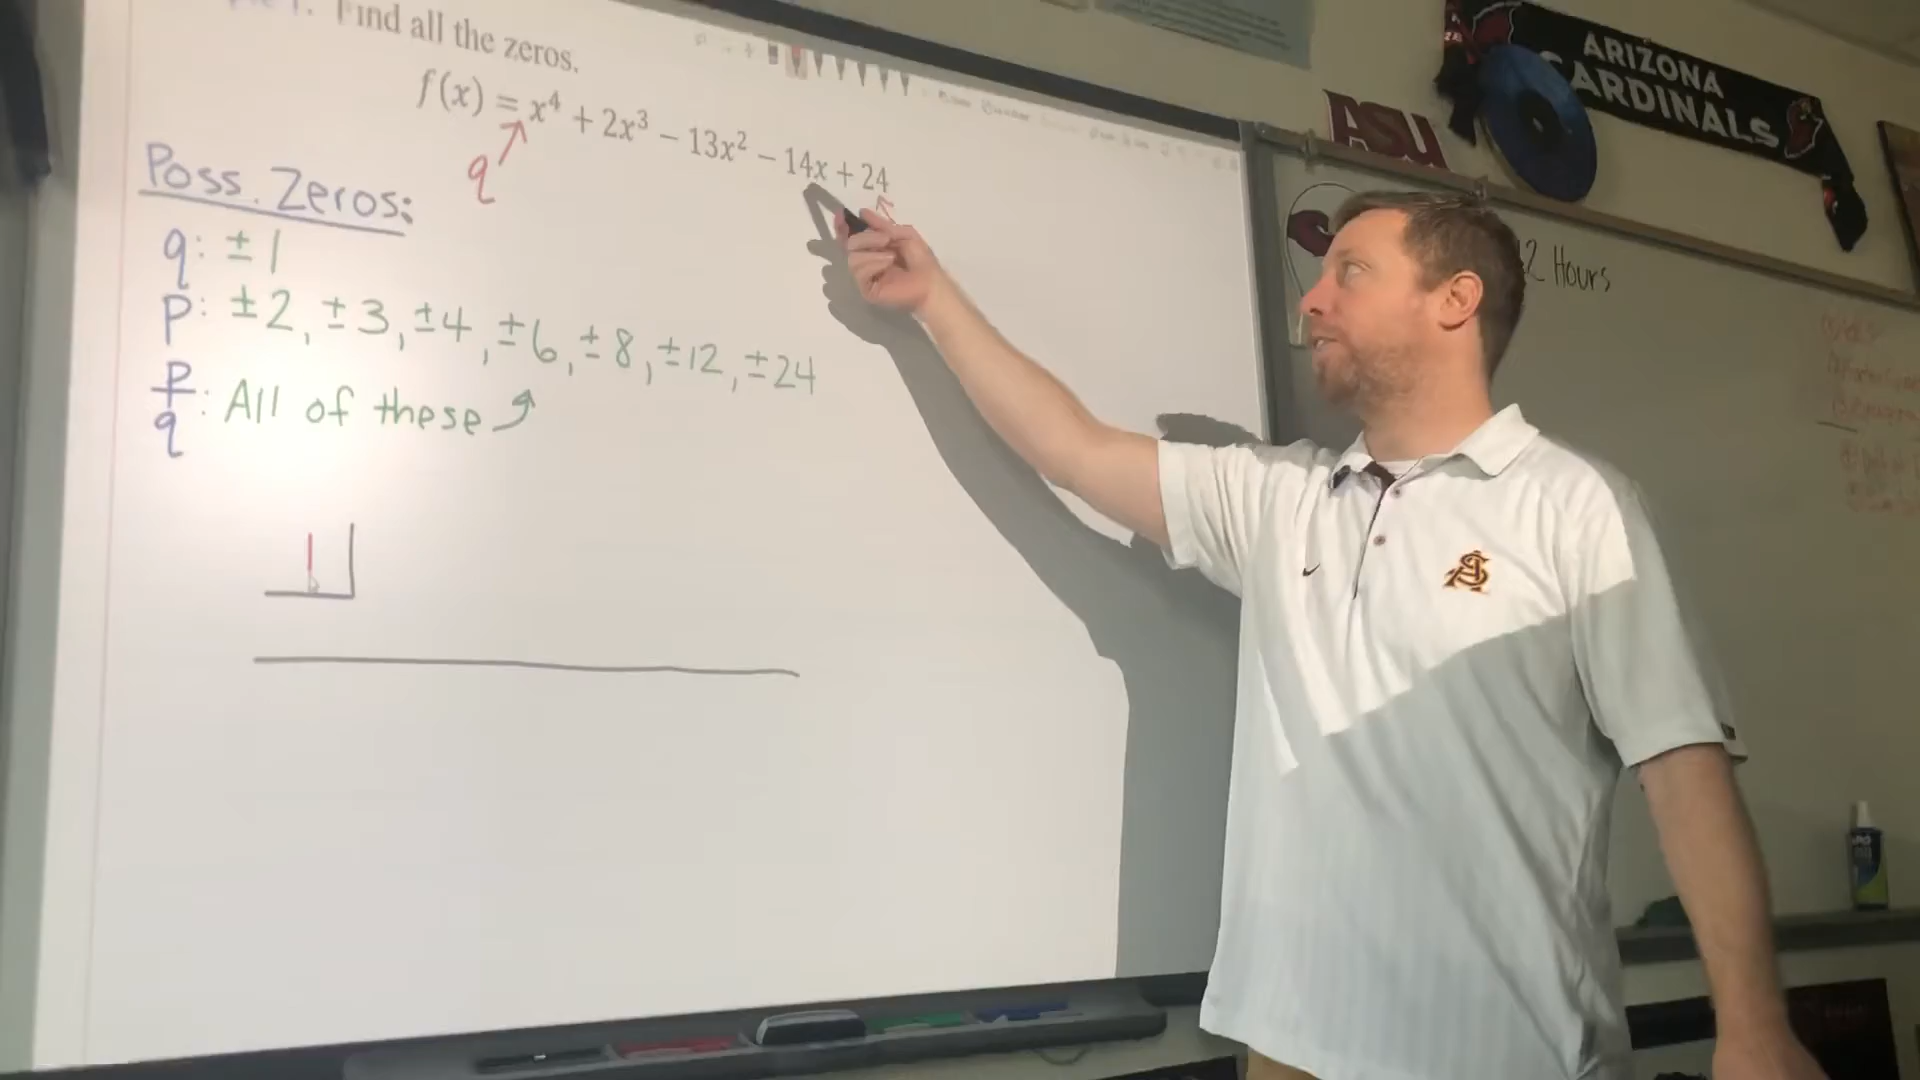 Find all the zeros.
f(x) = x⁴ + 2x³ − 13x² − 14x + 24
q
Poss. Zeros:
q: ±1
p: ±2, ±3, ±4, ±6, ±8, ±12, ±24
p/q: All of these
1
ARIZONA
CARDINALS
ASU
2 Hours